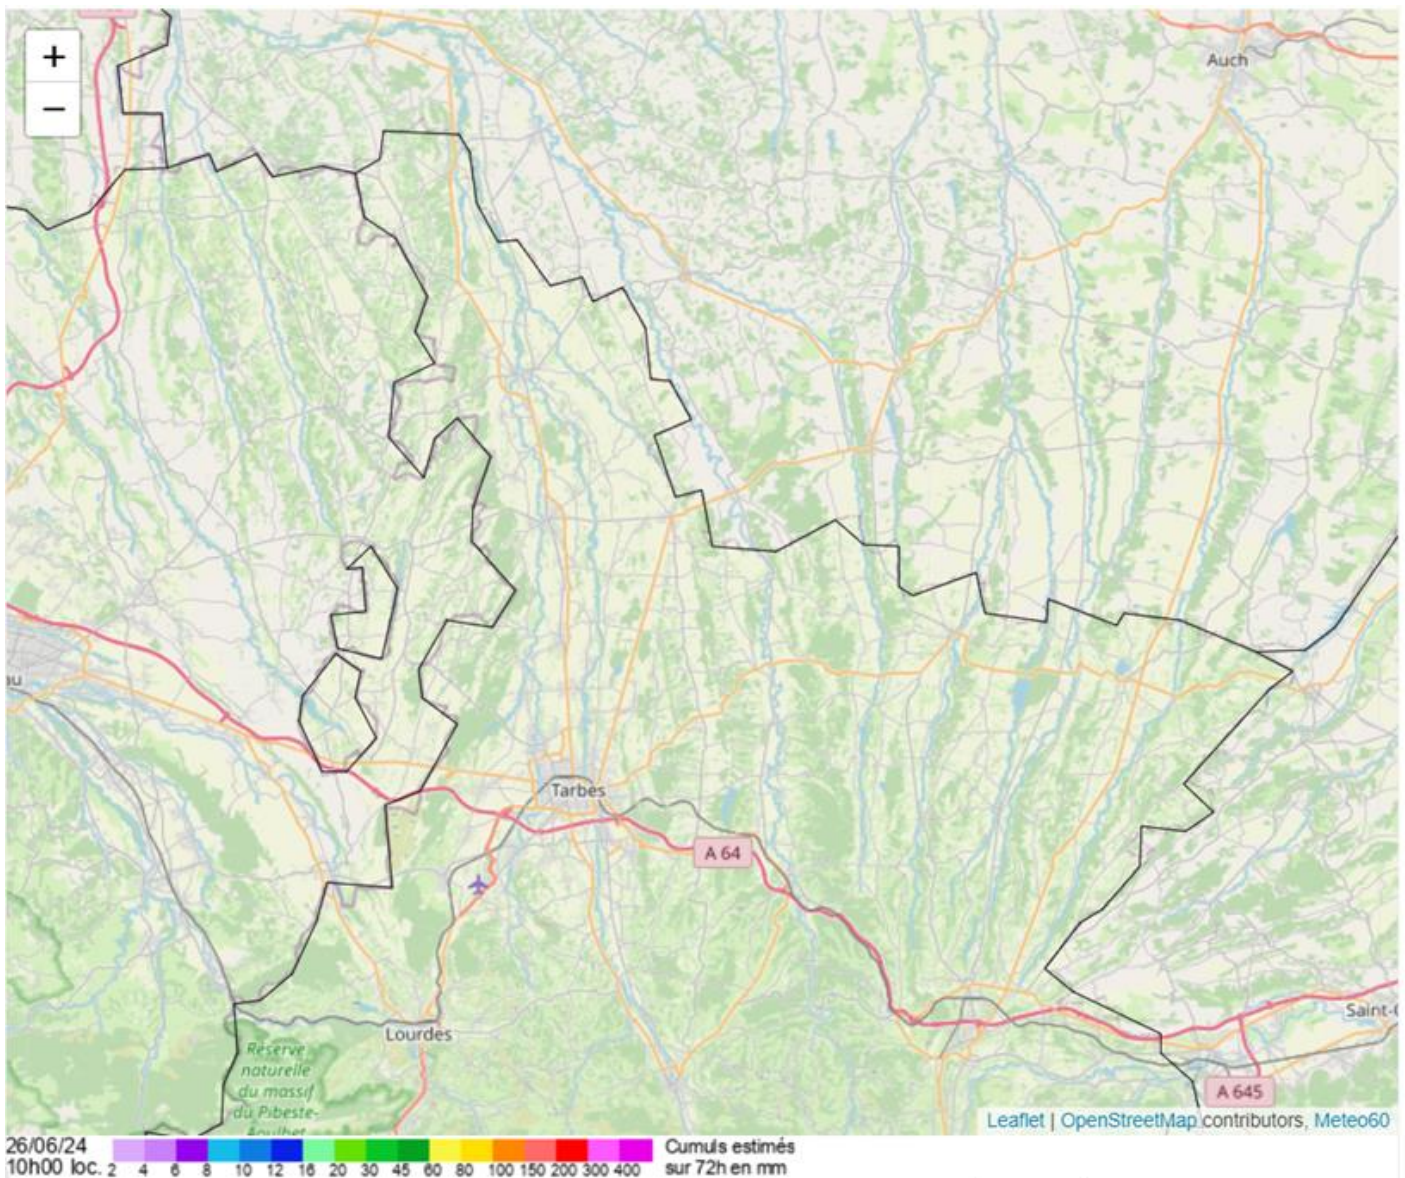 +
Auch
−
au
Tarbes
A 64
Saint-
Lourdes
Réserve
naturelle
du massif
du Pibeste-
Aoulhet
A 645
Leaflet | OpenStreetMap contributors, Meteo60
26/06/24
10h00 loc.
2 4 6 8 10 12 16 20 30 45 60 80 100 150 200 300 400
Cumuls estimés
sur 72h en mm